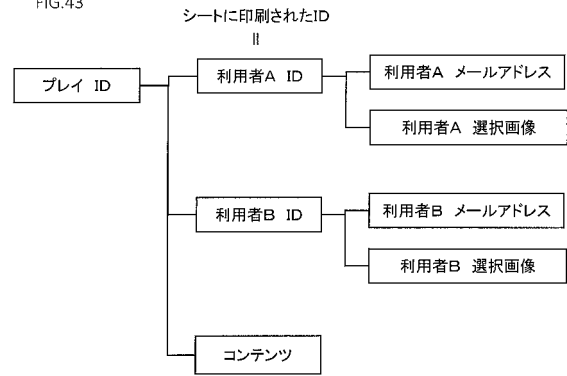 FIG.43
シートに印刷されたID
=
プレイ ID
利用者A ID
利用者A メールアドレス
利用者A 選択画像
利用者B ID
利用者B メールアドレス
利用者B 選択画像
コンテンツ